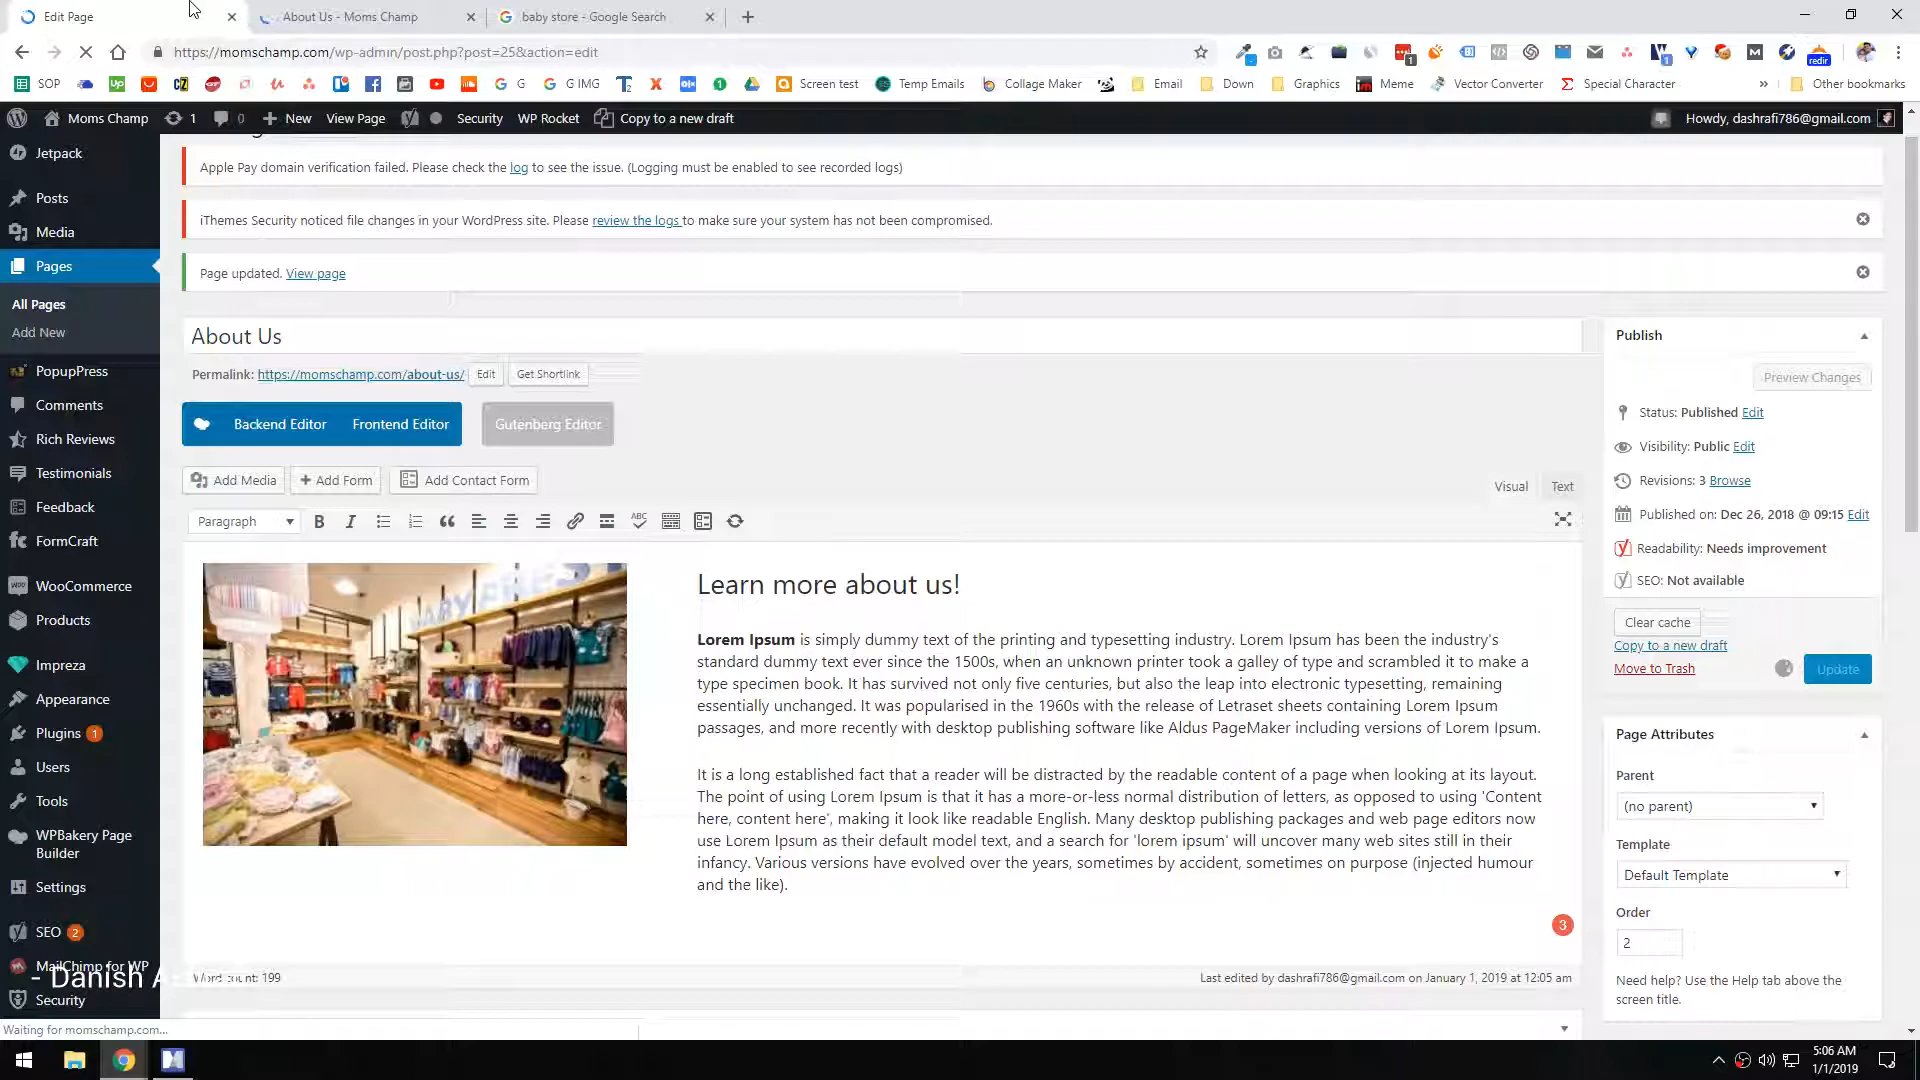 Edit Page
About Us - Moms Champ
baby store - Google Search
https://momschamp.com/wp-admin/post.php?post=25&action=edit
redir
SOP
G
G IMG
Screen test
Temp Emails
Collage Maker
Email
Down
Graphics
Meme
Vector Converter
Special Character
Other bookmarks
Moms Champ
1
0
New
View Page
Security
WP Rocket
Copy to a new draft
Howdy, dashrafi786@gmail.com
Jetpack
Posts
Media
Pages
All Pages
Add New
PopupPress
Comments
Rich Reviews
Testimonials
Feedback
FormCraft
WooCommerce
Products
Impreza
Appearance
Plugins 1
Users
Tools
WPBakery Page
Builder
Settings
SEO 2
MailChimp for WP
Security
- Danish
Waiting for momschamp.com...
Apple Pay domain verification failed. Please check the log to see the issue. (Logging must be enabled to see recorded logs)
iThemes Security noticed file changes in your WordPress site. Please review the logs to make sure your system has not been compromised.
Page updated. View page
About Us
Permalink: https://momschamp.com/about-us/ Edit Get Shortlink
Backend Editor Frontend Editor Gutenberg Editor
Add Media Add Form Add Contact Form
Visual Text
Paragraph
Learn more about us!
Lorem Ipsum is simply dummy text of the printing and typesetting industry. Lorem Ipsum has been the industry's
standard dummy text ever since the 1500s, when an unknown printer took a galley of type and scrambled it to make a
type specimen book. It has survived not only five centuries, but also the leap into electronic typesetting, remaining
essentially unchanged. It was popularised in the 1960s with the release of Letraset sheets containing Lorem Ipsum
passages, and more recently with desktop publishing software like Aldus PageMaker including versions of Lorem Ipsum.
It is a long established fact that a reader will be distracted by the readable content of a page when looking at its layout.
The point of using Lorem Ipsum is that it has a more-or-less normal distribution of letters, as opposed to using 'Content
here, content here', making it look like readable English. Many desktop publishing packages and web page editors now
use Lorem Ipsum as their default model text, and a search for 'lorem ipsum' will uncover many web sites still in their
infancy. Various versions have evolved over the years, sometimes by accident, sometimes on purpose (injected humour
and the like).
3
Word count: 199
Last edited by dashrafi786@gmail.com on January 1, 2019 at 12:05 am
Publish
Preview Changes
Status: Published Edit
Visibility: Public Edit
Revisions: 3 Browse
Published on: Dec 26, 2018 @ 09:15 Edit
Readability: Needs improvement
SEO: Not available
Clear cache
Copy to a new draft
Move to Trash
Update
Page Attributes
Parent
(no parent)
Template
Default Template
Order
2
Need help? Use the Help tab above the
screen title.
5:06 AM
1/1/2019